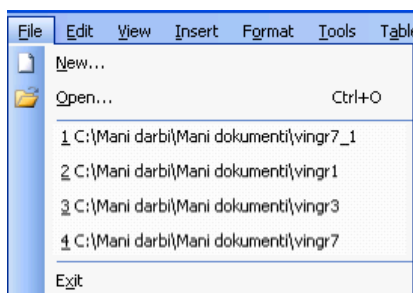 File Edit View Insert Format Tools
New...
Open... Ctrl+O
1 C:\Mani darbi\Mani dokumenti\vingr7_1
2 C:\Mani darbi\Mani dokumenti\vingr1
3 C:\Mani darbi\Mani dokumenti\vingr3
4 C:\Mani darbi\Mani dokumenti\vingr7
Exit